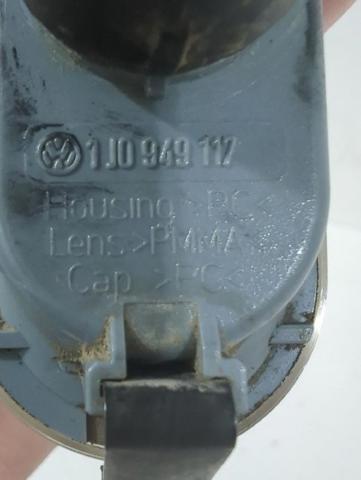 1J0 949 117
Housing >PC<
Lens>PMMA<
Cap >PC<